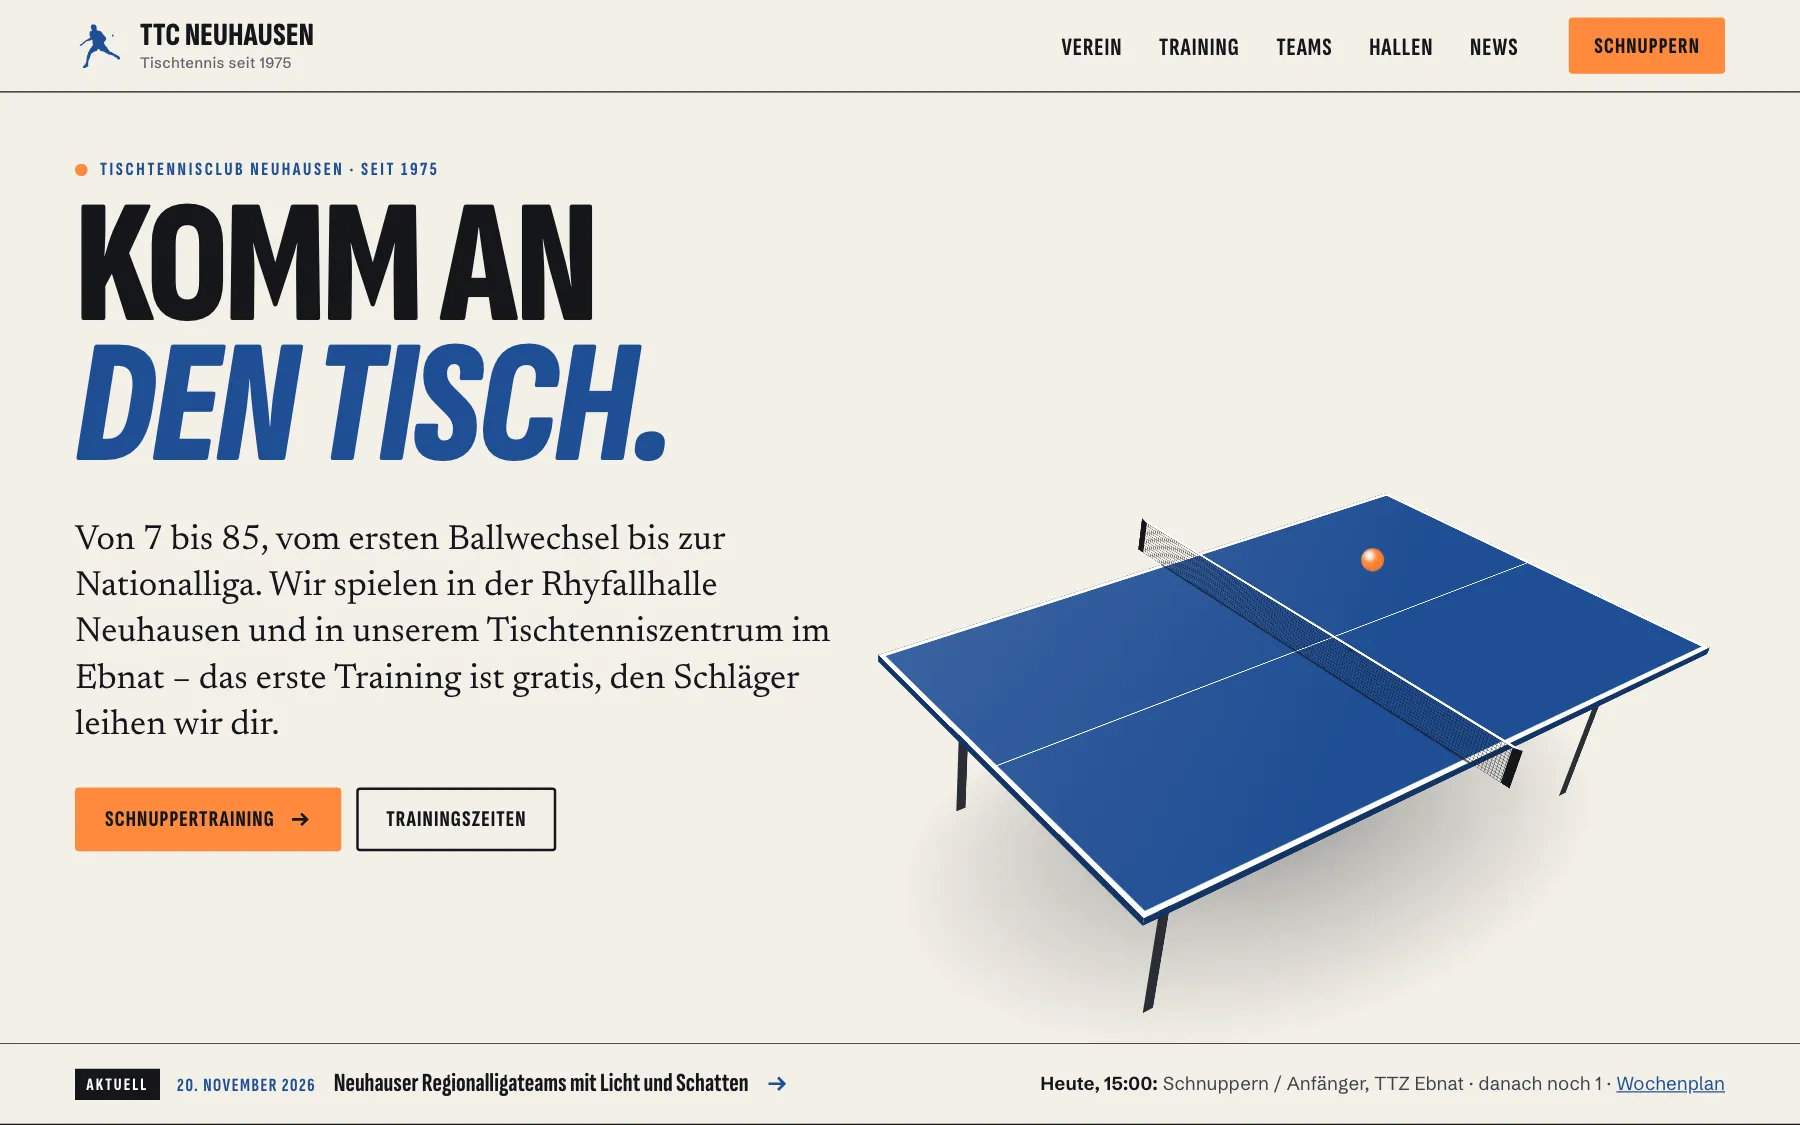 TTC NEUHAUSEN
Tischtennis seit 1975
VEREIN TRAINING TEAMS HALLEN NEWS SCHNUPPERN
TISCHTENNISCLUB NEUHAUSEN · SEIT 1975
KOMM AN
DEN TISCH.
Von 7 bis 85, vom ersten Ballwechsel bis zur
Nationalliga. Wir spielen in der Rhyfallhalle
Neuhausen und in unserem Tischtenniszentrum im
Ebnat – das erste Training ist gratis, den Schläger
leihen wir dir.
SCHNUPPERTRAINING → TRAININGSZEITEN
AKTUELL 20. NOVEMBER 2026 Neuhauser Regionalligateams mit Licht und Schatten →
Heute, 15:00: Schnuppern / Anfänger, TTZ Ebnat · danach noch 1 · Wochenplan